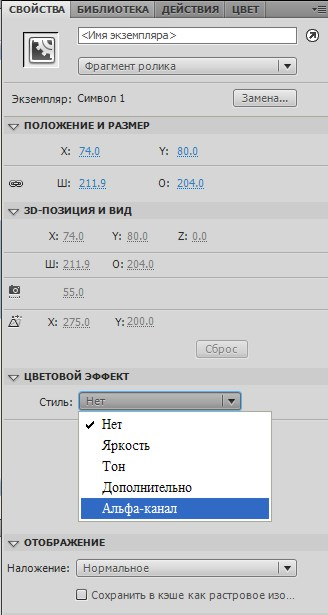 СВОЙСТВА БИБЛИОТЕКА ДЕЙСТВИЯ ЦВЕТ
<Имя экземпляра>
Фрагмент ролика
Экземпляр: Символ 1 Замена...
ПОЛОЖЕНИЕ И РАЗМЕР
X: 74.0 Y: 80.0
Ш: 211.9 О: 204.0
3D-ПОЗИЦИЯ И ВИД
X: 74.0 Y: 80.0 Z: 0.0
Ш: 211.9 О: 204.0
55.0
X: 275.0 Y: 200.0
Сброс
ЦВЕТОВОЙ ЭФФЕКТ
Стиль: Нет
Нет
Яркость
Тон
Дополнительно
Альфа-канал
ОТОБРАЖЕНИЕ
Наложение: Нормальное
Сохранить в кэше как растровое изо...